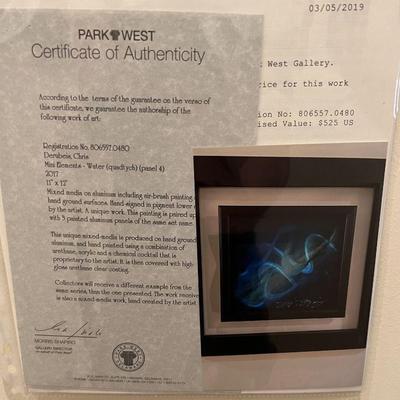 03/05/2019
PARK WEST
Certificate of Authenticity
West Gallery.
According to the terms of the guarantee on the verso of
this certificate, we guarantee the authorship of the
following work of art:
rice for this work
ion No: 806557.0480
ised Value: $525 US
Registration No. 806557.0480
Derubeis, Chris
Mini Elements - Water (quadtych) (panel 4)
2017
11" x 12"
Mixed media on aluminum including air-brush painting
hand ground surfaces. Hand-signed in pigment lower
by the artist. A unique work. This painting is paired up
with 3 painted aluminum panels of the same set name.
This unique mixed-media is produced on hand ground
aluminum, and hand painted using a combination of
urethane, acrylic and a chemical cocktail that is
proprietary to the artist. It is then covered with high-
gloss urethane clear coating.
Collectors will receive a different example from the
same series, than the one presented. The work receive
is also a mixed media work, hand created by the artist
MORRIS SHAPIRO
GALLERY DIRECTOR